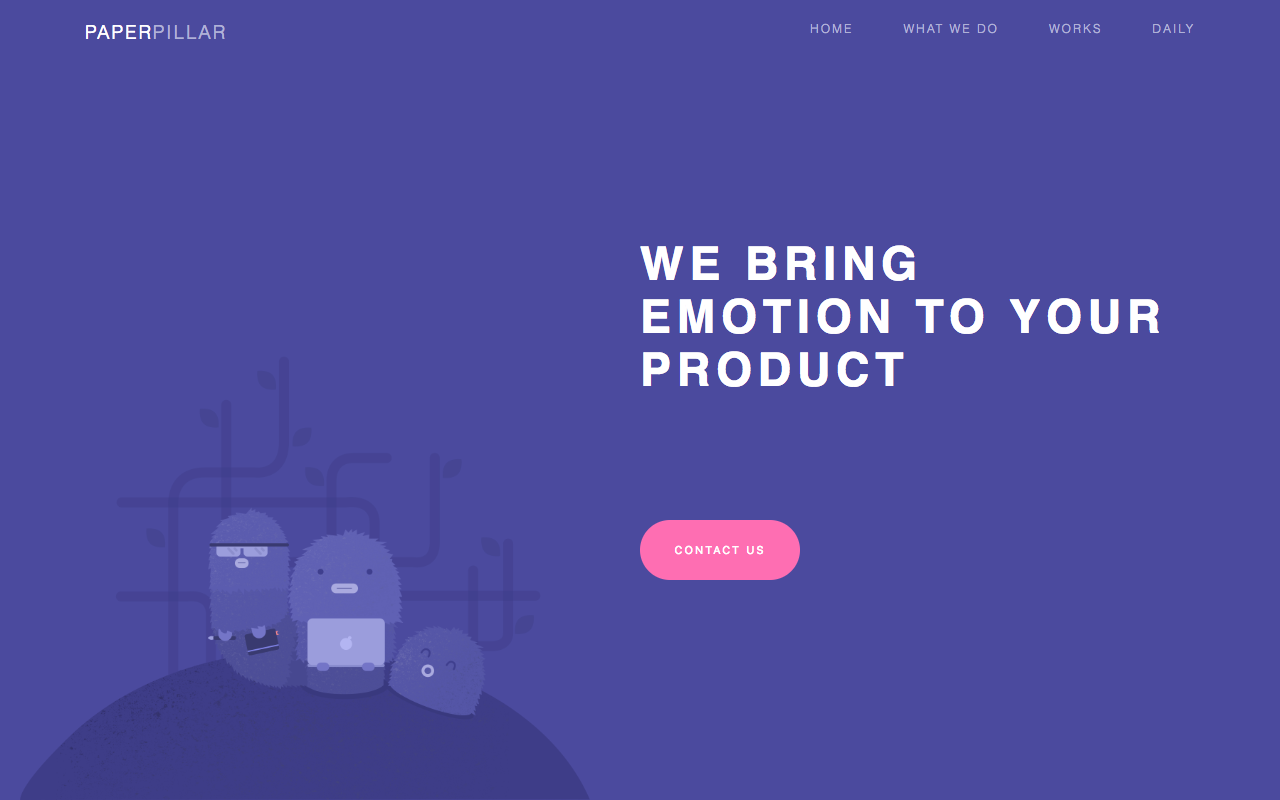 PAPERPILLAR
HOME WHAT WE DO WORKS DAILY
WE BRING
EMOTION TO YOUR
PRODUCT
CONTACT US